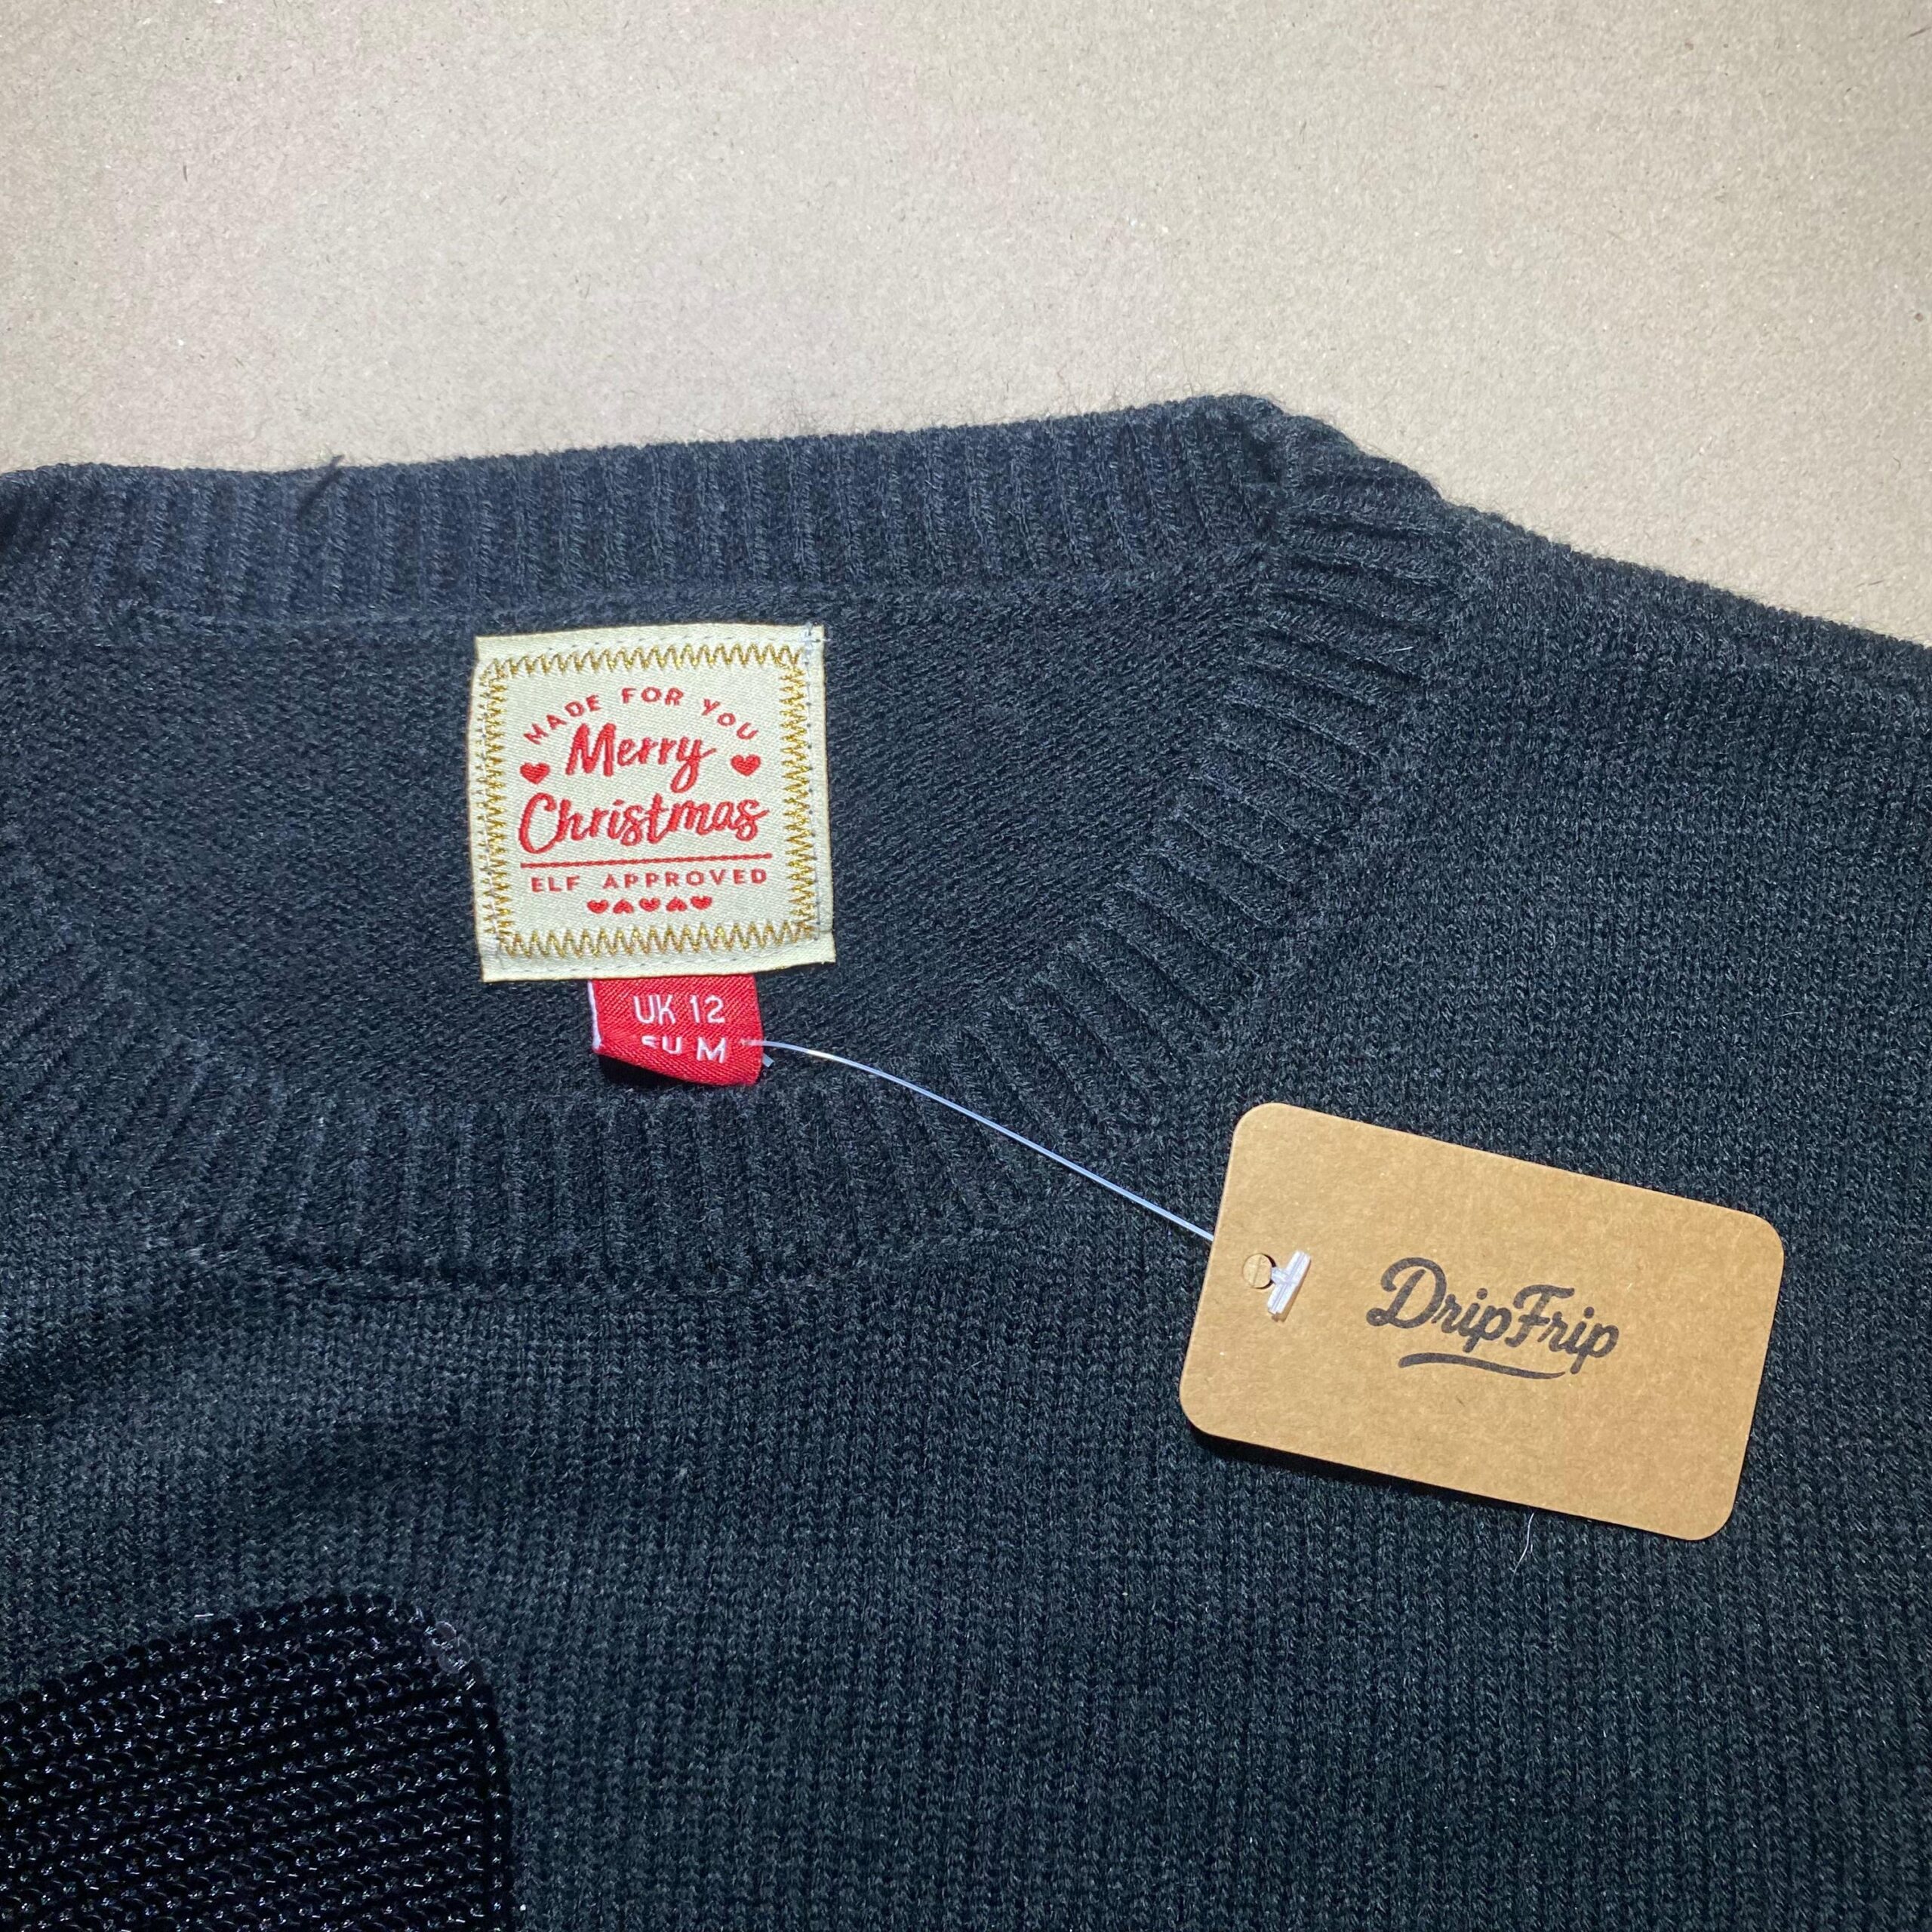 MADE FOR YOU
Merry
Christmas
ELF APPROVED
UK 12
EU M
DripFrip